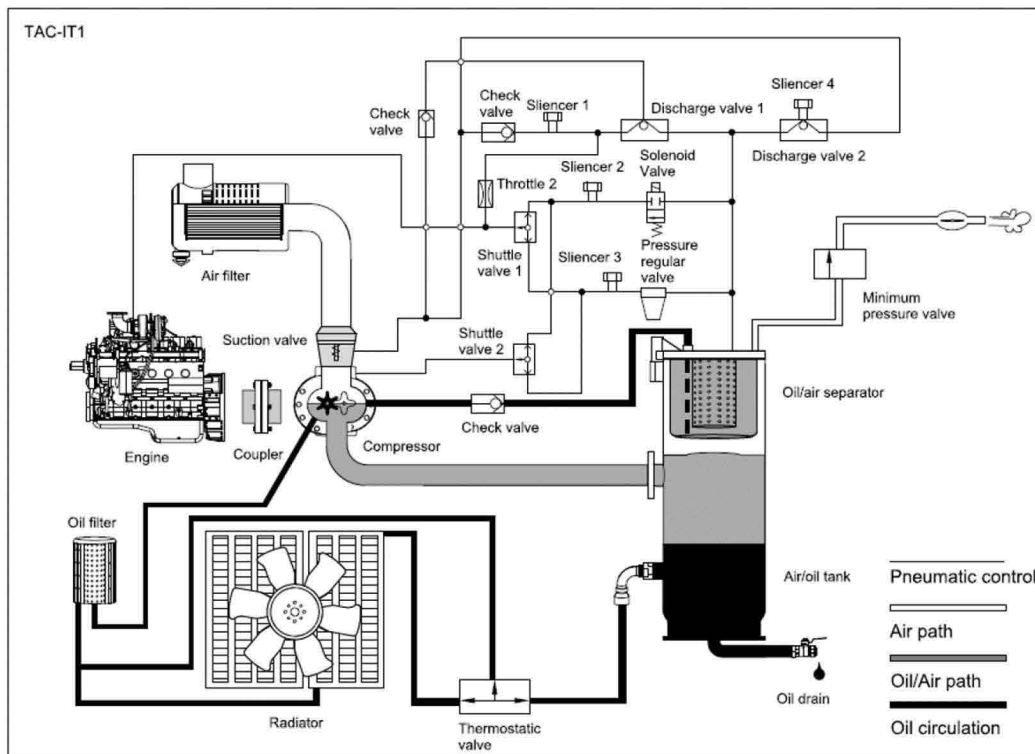 TAC-IT1
Sliencer 4
Check
valve
Sliencer 1
Check
valve
Discharge valve 1
Discharge valve 2
Sliencer 2
Solenoid
Valve
Throttle 2
Shuttle
valve 1
Sliencer 3
Pressure
regular
valve
Air filter
Minimum
pressure valve
Suction valve
Shuttle
valve 2
Oil/air separator
Check valve
Engine
Coupler
Compressor
Oil filter
Air/oil tank
Pneumatic control
Air path
Oil/Air path
Oil drain
Oil circulation
Radiator
Thermostatic
valve